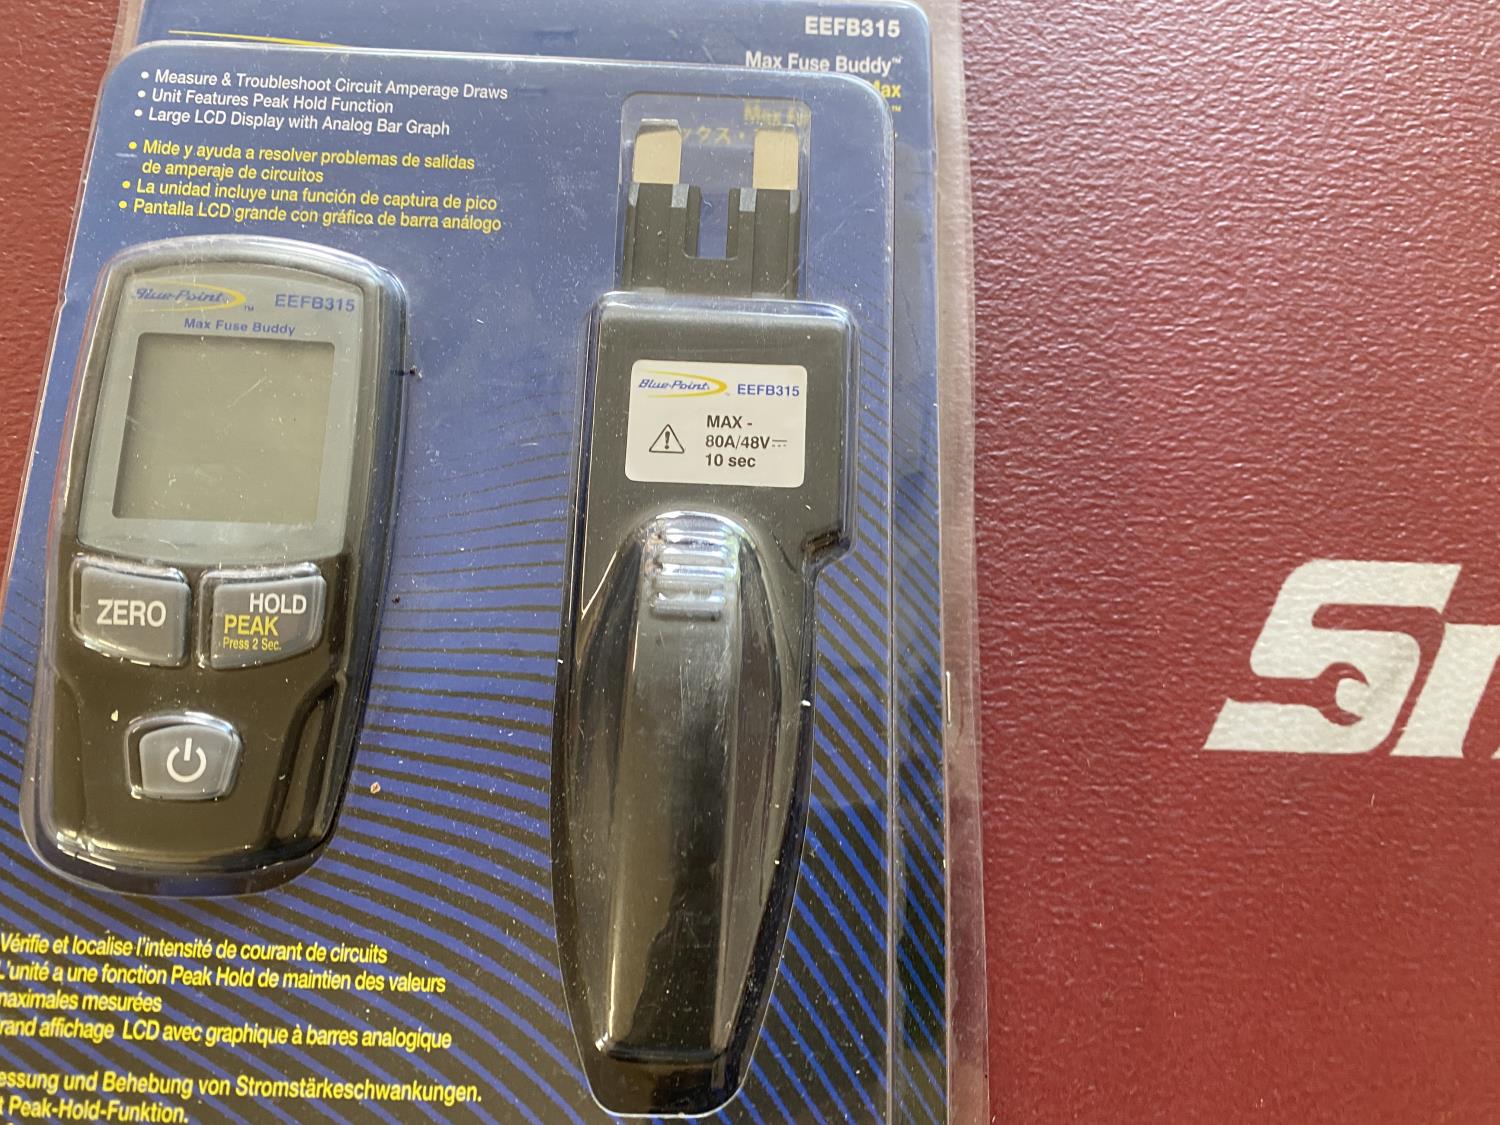 EEFB315
Max Fuse Buddy™
• Measure & Troubleshoot Circuit Amperage Draws
• Unit Features Peak Hold Function
• Large LCD Display with Analog Bar Graph
• Mide y ayuda a resolver problemas de salidas
de amperaje de circuitos
• La unidad incluye una función de captura de pico
• Pantalla LCD grande con gráfico de barra análogo
Blue-Point™ EEFB315
Max Fuse Buddy
ZERO
HOLD
PEAK
Press 2 Sec.
Blue-Point™ EEFB315
MAX -
80A/48V⎓
10 sec
Vérifie et localise l'intensité de courant de circuits
L'unité a une fonction Peak Hold de maintien des valeurs
maximales mesurées
rand affichage LCD avec graphique à barres analogique
essung und Behebung von Stromstärkeschwankungen.
t Peak-Hold-Funktion.
Sn